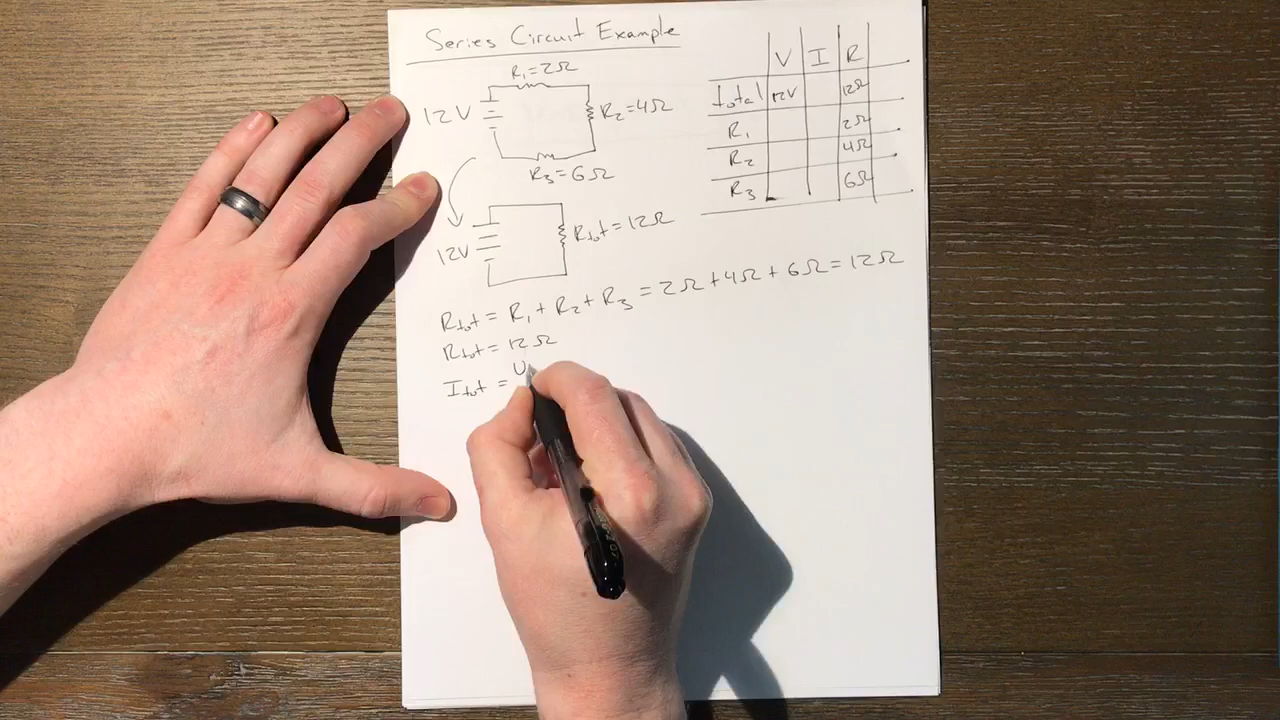 Series Circuit Example
R₁=2Ω
12V
R₂=4Ω
R₃=6Ω
12V
Rtot=12Ω
V I R
total 12V 12Ω
R₁ 2Ω
R₂ 4Ω
R₃ 6Ω
Rtot = R₁ + R₂ + R₃ = 2Ω + 4Ω + 6Ω = 12Ω
Rtot = 12Ω
Itot =